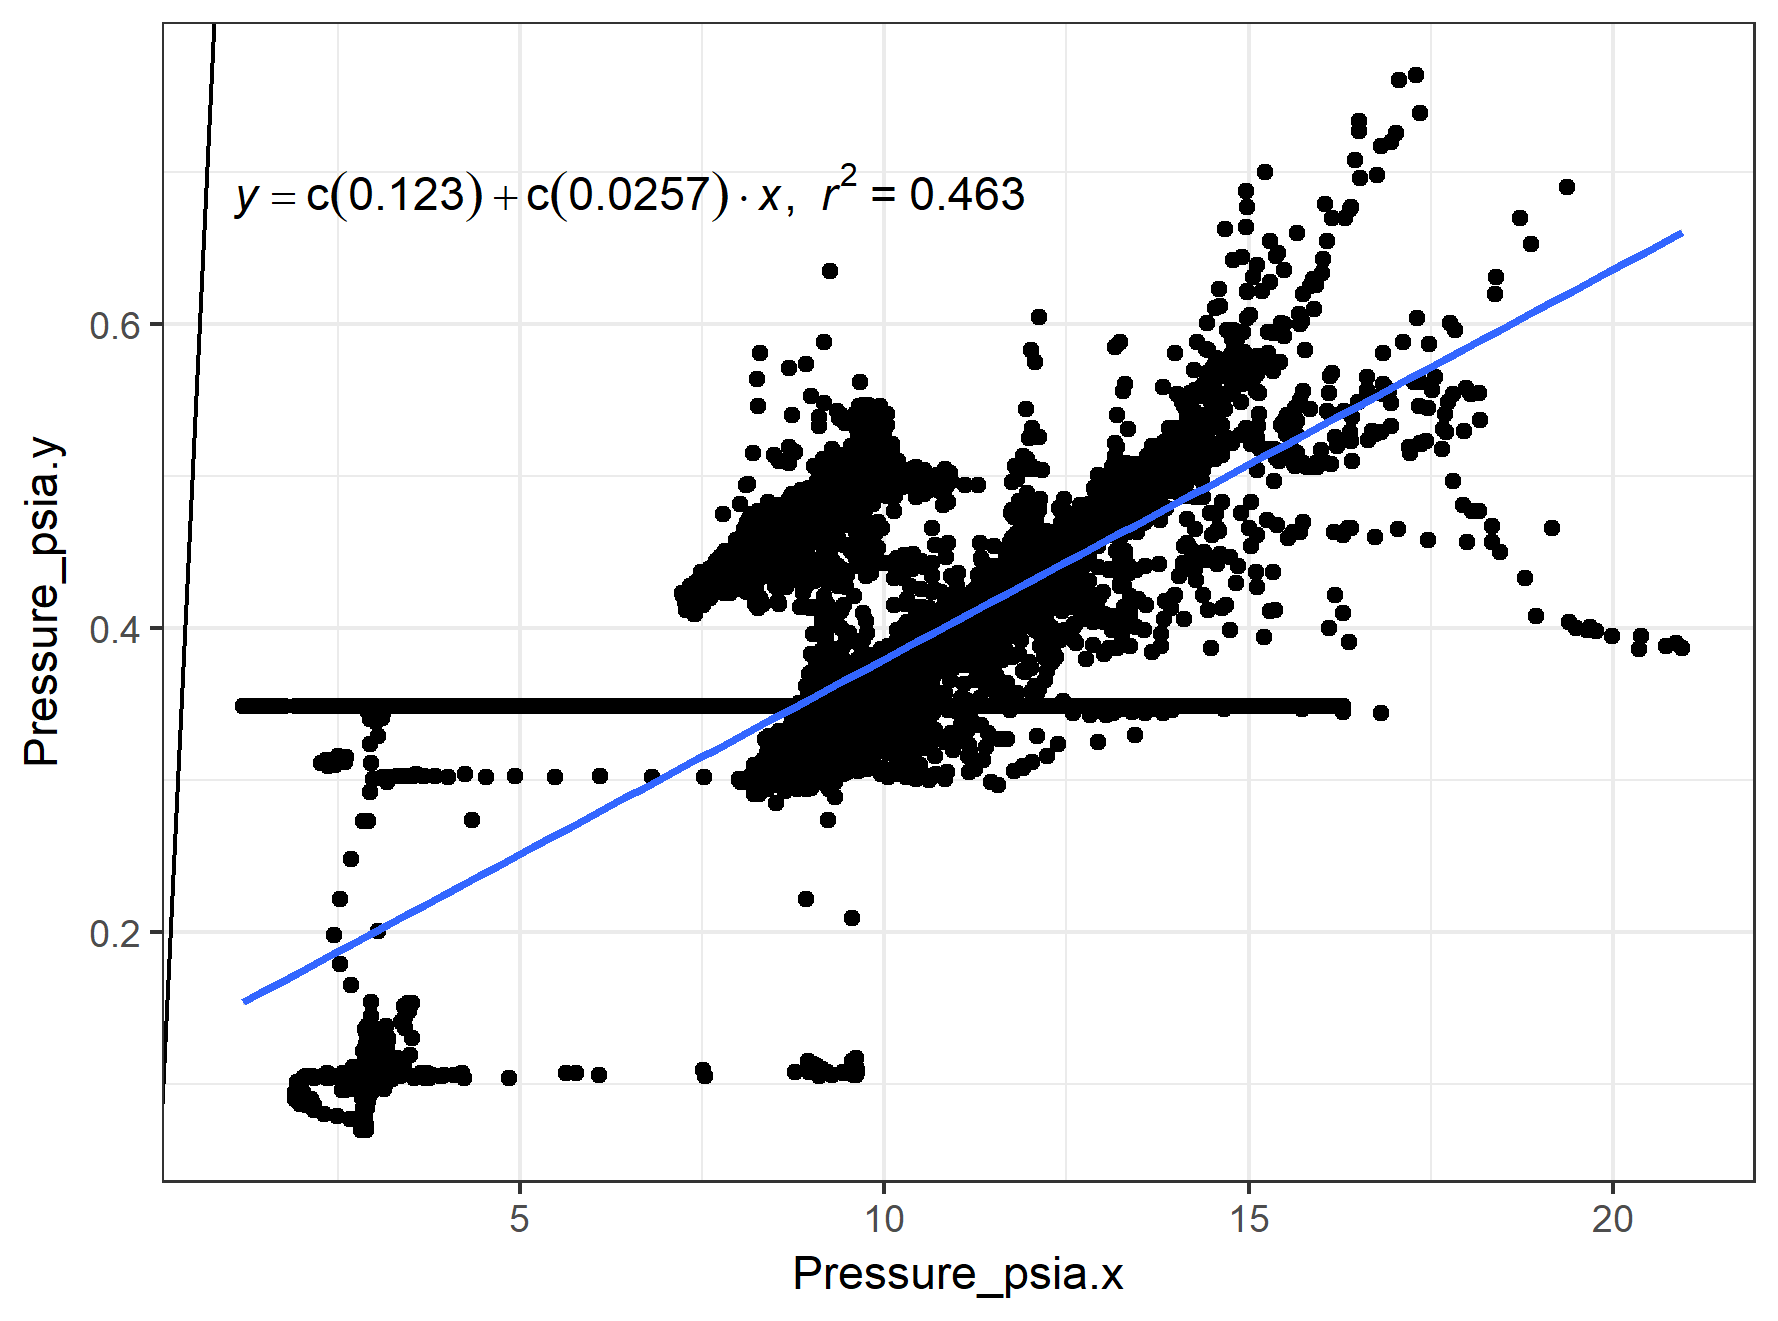 y = c(0.123) + c(0.0257) · x, r² = 0.463
Pressure_psia.y
0.6
0.4
0.2
5 10 15 20
Pressure_psia.x